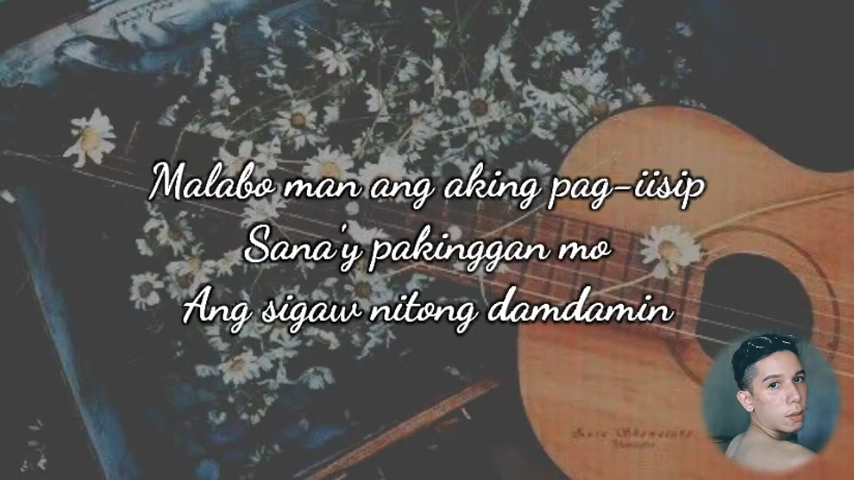 Malabo man ang aking pag-iisip
Sana'y pakinggan mo
Ang sigaw nitong damdamin